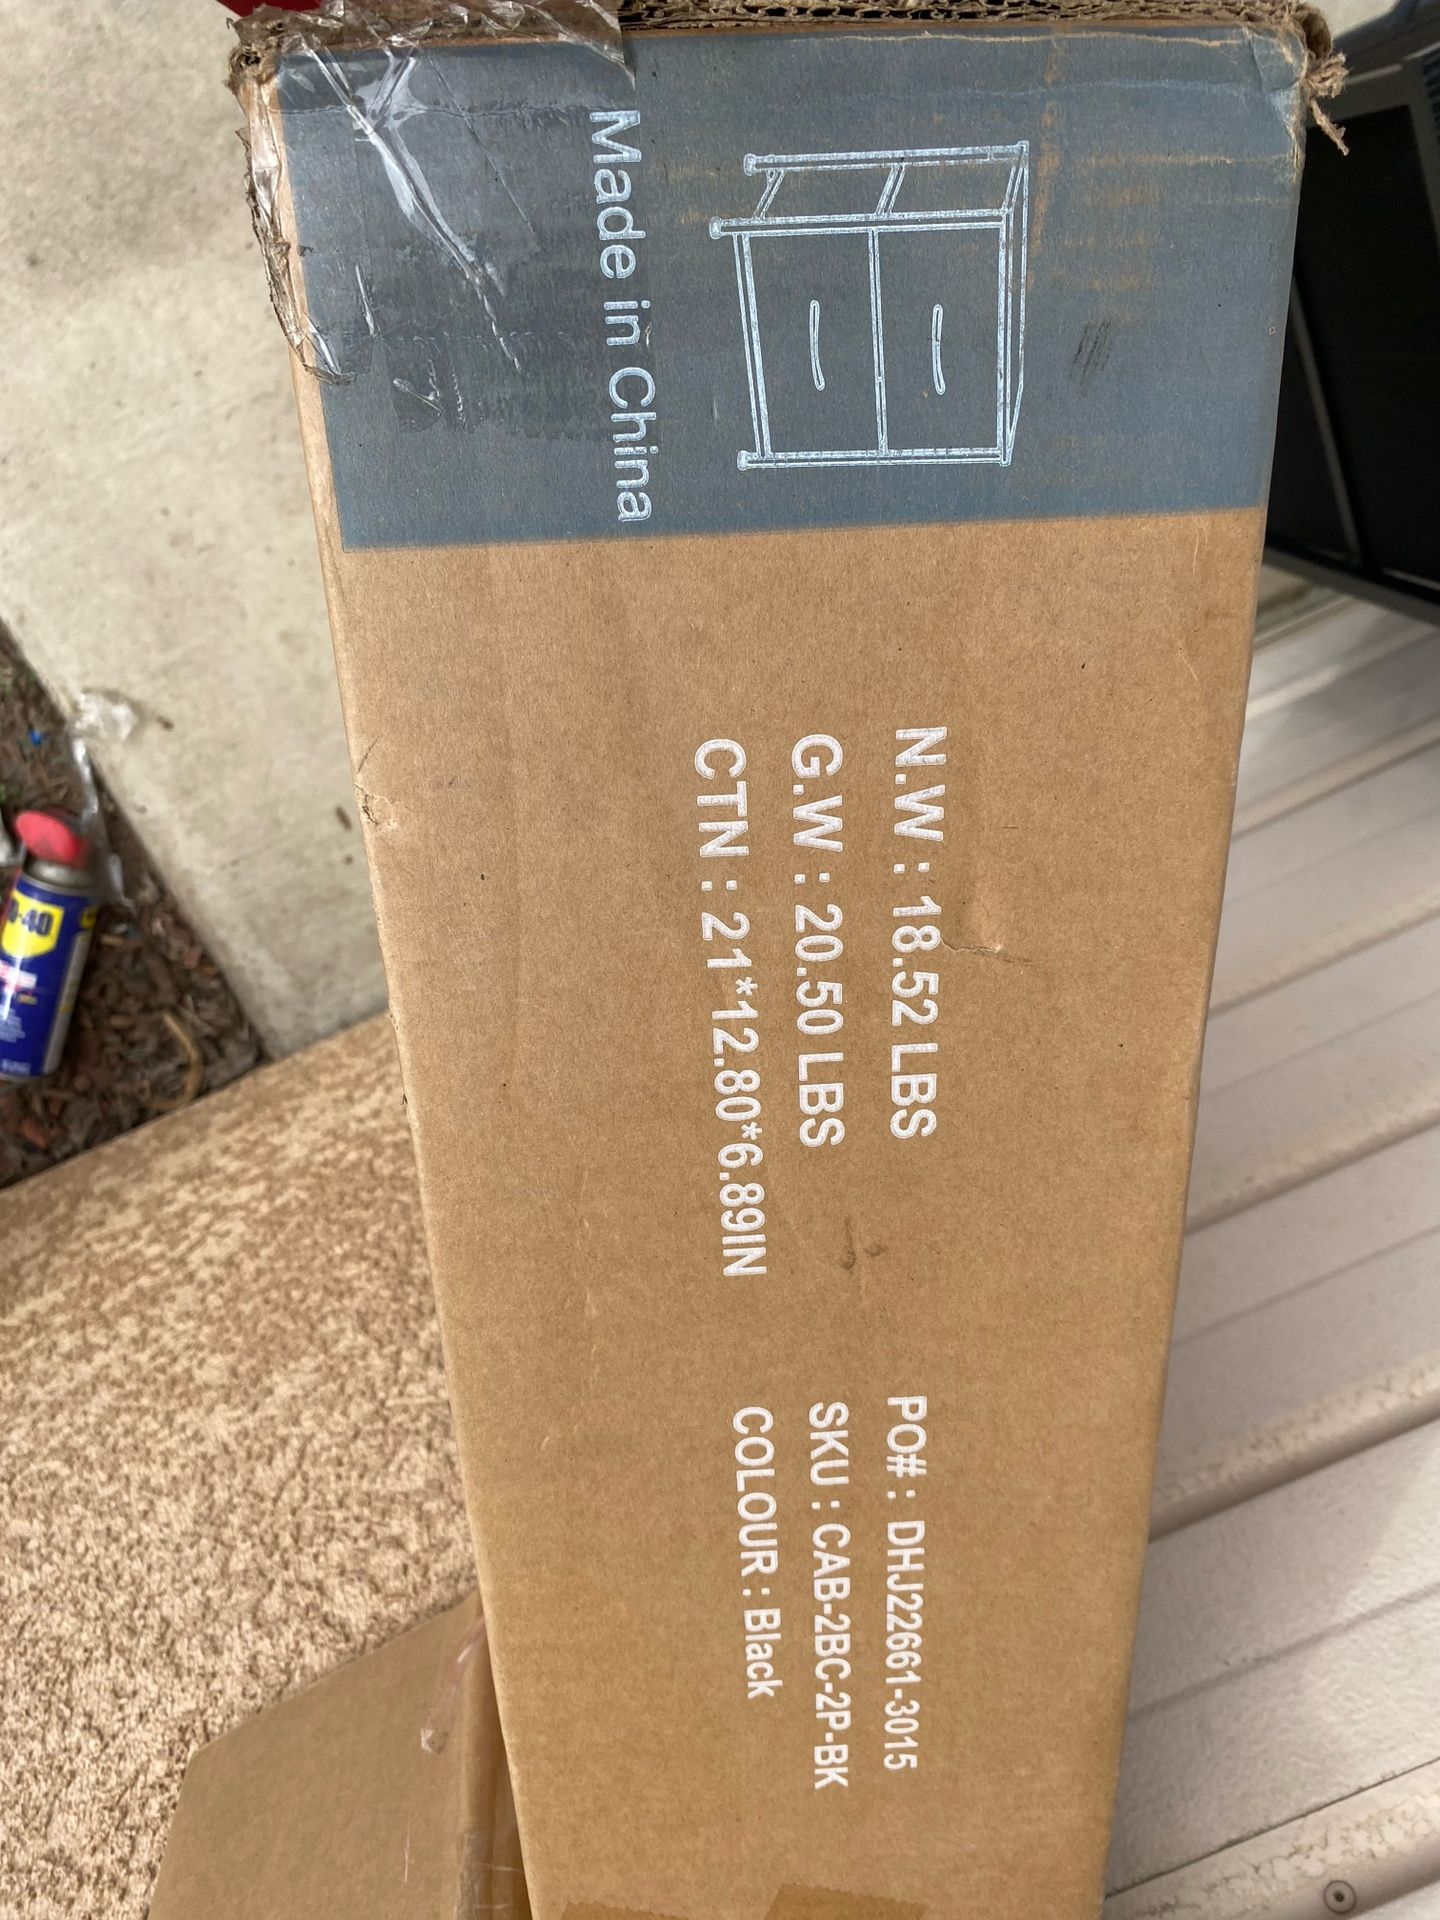 Made in China
N.W : 18.52 LBS
G.W : 20.50 LBS
CTN : 21*12.80*6.89IN
PO# : DHJ22661-3015
SKU : CAB-2BC-2P-BK
COLOUR : Black
-40